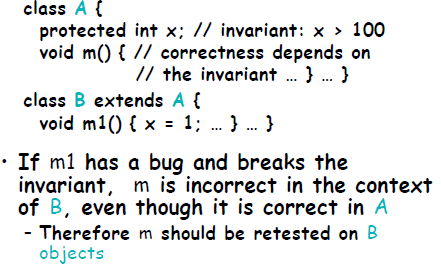 class A {
protected int x; // invariant: x > 100
void m() { // correctness depends on
// the invariant … } … }
class B extends A {
void m1() { x = 1; … } … }
• If m1 has a bug and breaks the
invariant, m is incorrect in the context
of B, even though it is correct in A
– Therefore m should be retested on B
objects